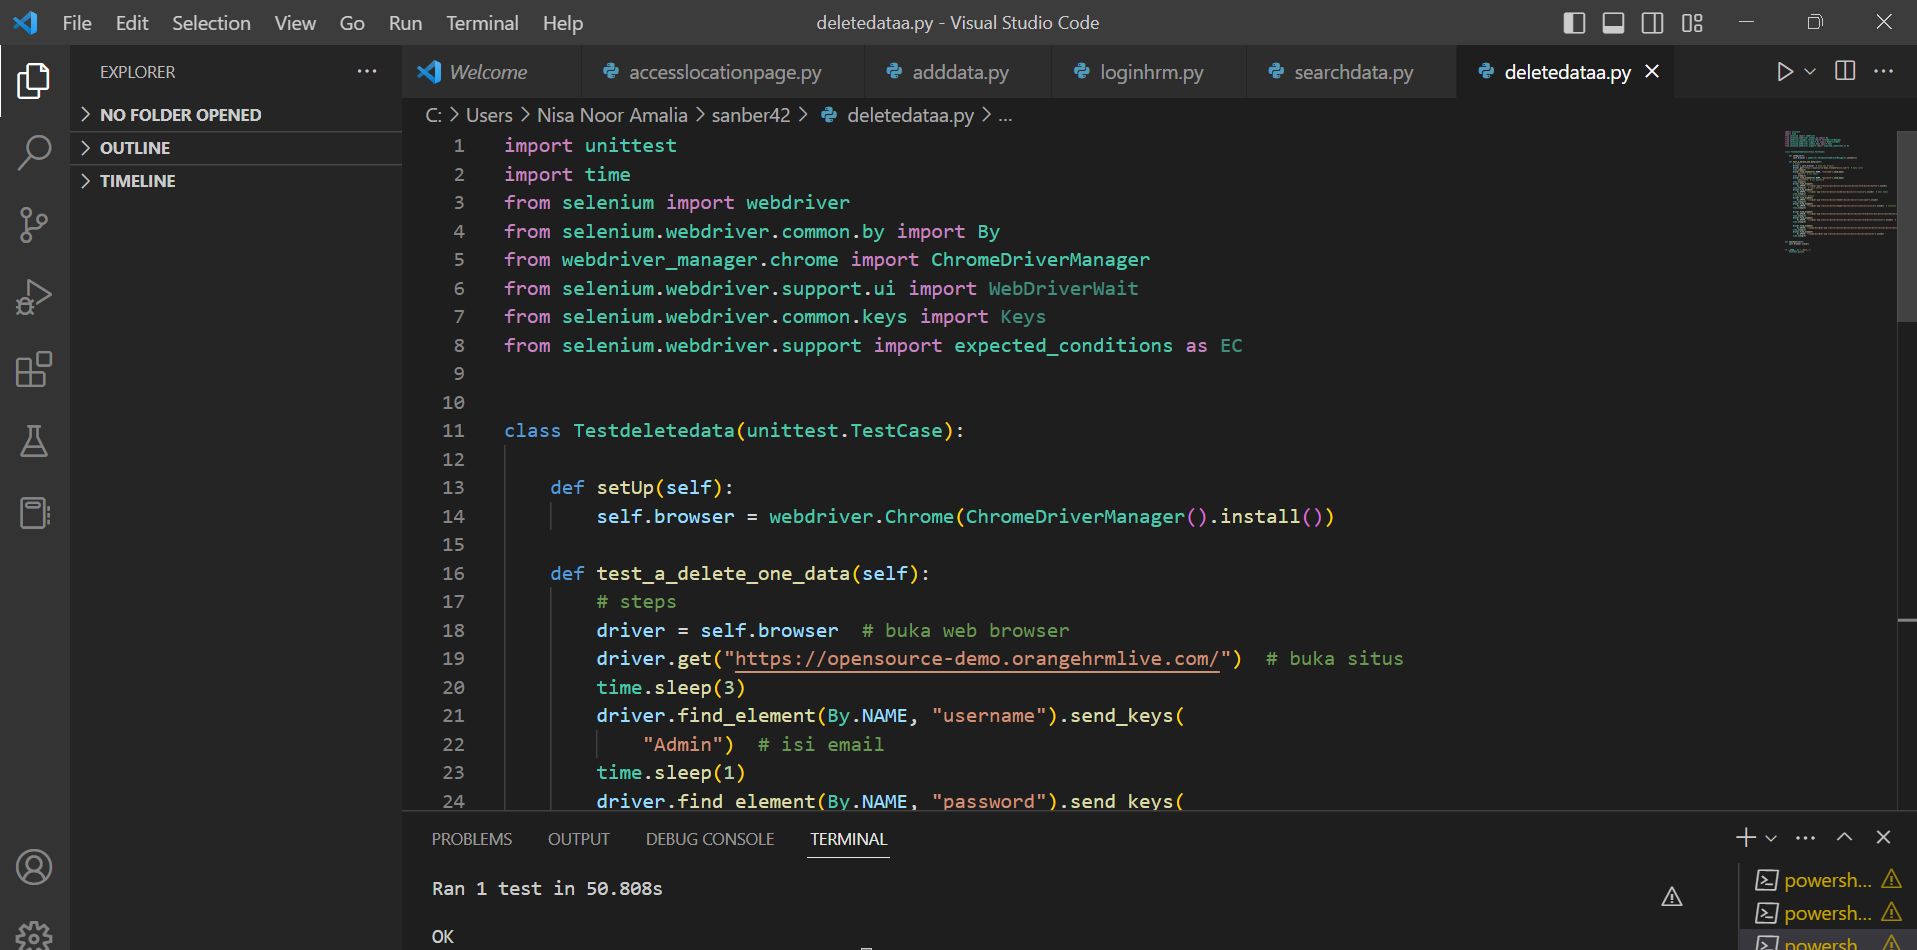 File Edit Selection View Go Run Terminal Help
deletedataa.py - Visual Studio Code
EXPLORER
NO FOLDER OPENED
OUTLINE
TIMELINE
Welcome
accesslocationpage.py
adddata.py
loginhrm.py
searchdata.py
deletedataa.py
C: > Users > Nisa Noor Amalia > sanber42 > deletedataa.py > ...
1 import unittest
2 import time
3 from selenium import webdriver
4 from selenium.webdriver.common.by import By
5 from webdriver_manager.chrome import ChromeDriverManager
6 from selenium.webdriver.support.ui import WebDriverWait
7 from selenium.webdriver.common.keys import Keys
8 from selenium.webdriver.support import expected_conditions as EC
9
10
11 class Testdeletedata(unittest.TestCase):
12
13 def setUp(self):
14 self.browser = webdriver.Chrome(ChromeDriverManager().install())
15
16 def test_a_delete_one_data(self):
17 # steps
18 driver = self.browser  # buka web browser
19 driver.get("https://opensource-demo.orangehrmlive.com/")  # buka situs
20 time.sleep(3)
21 driver.find_element(By.NAME, "username").send_keys(
22 "Admin")  # isi email
23 time.sleep(1)
24 driver.find_element(By.NAME, "password").send_keys(
PROBLEMS OUTPUT DEBUG CONSOLE TERMINAL
Ran 1 test in 50.808s
OK
powersh...
powersh...
powersh...